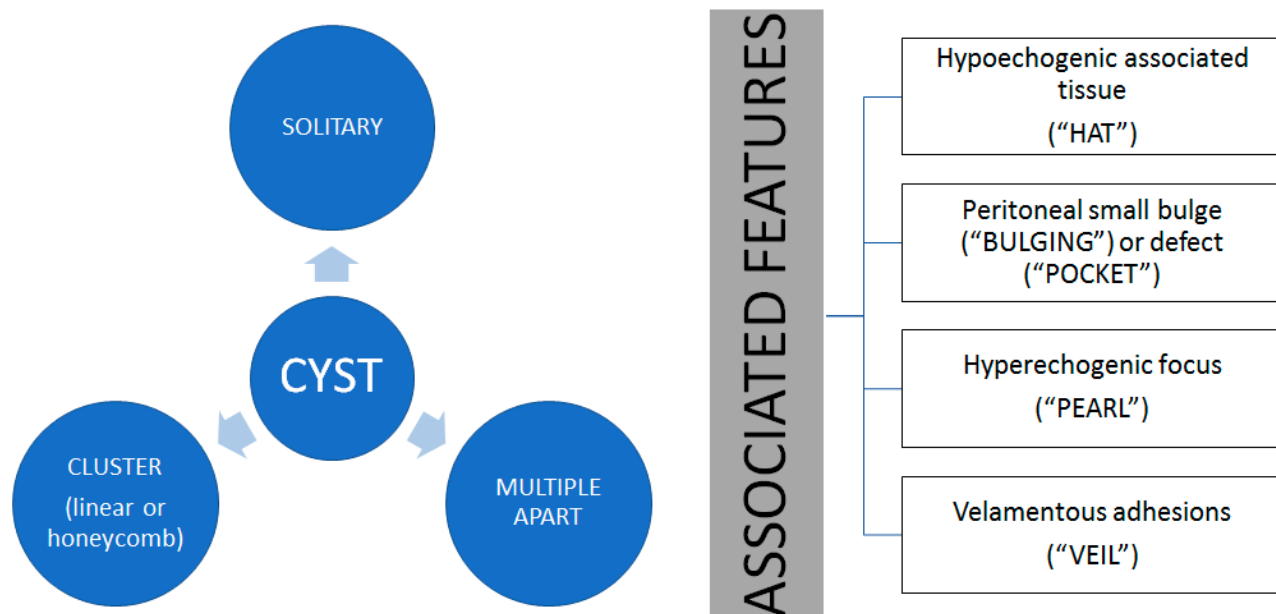 SOLITARY
CYST
CLUSTER
(linear or
honeycomb)
MULTIPLE
APART
ASSOCIATED FEATURES
Hypoechogenic associated
tissue
(“HAT”)
Peritoneal small bulge
(“BULGING”) or defect
(“POCKET”)
Hyperechogenic focus
(“PEARL”)
Velamentous adhesions
(“VEIL”)